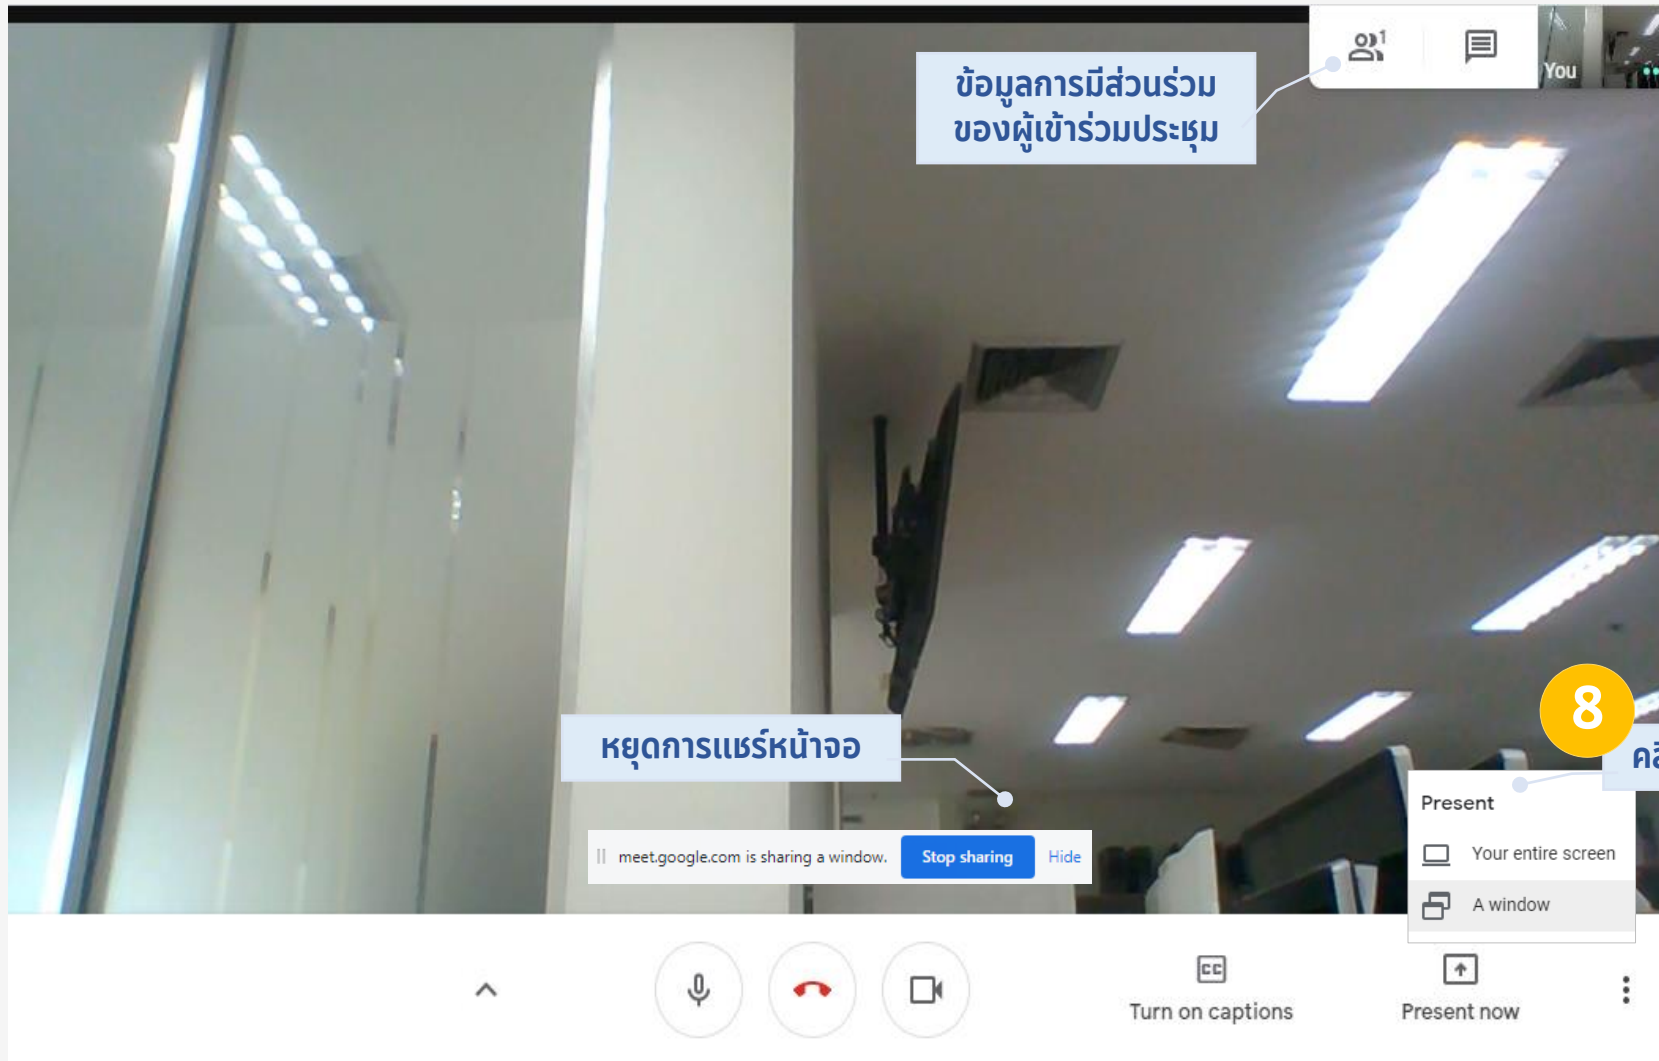 1
You
ข้อมูลการมีส่วนร่วม
ของผู้เข้าร่วมประชุม
8
หยุดการแชร์หน้าจอ
Present
Your entire screen
A window
meet.google.com is sharing a window.
Stop sharing
Hide
CC
Turn on captions
Present now